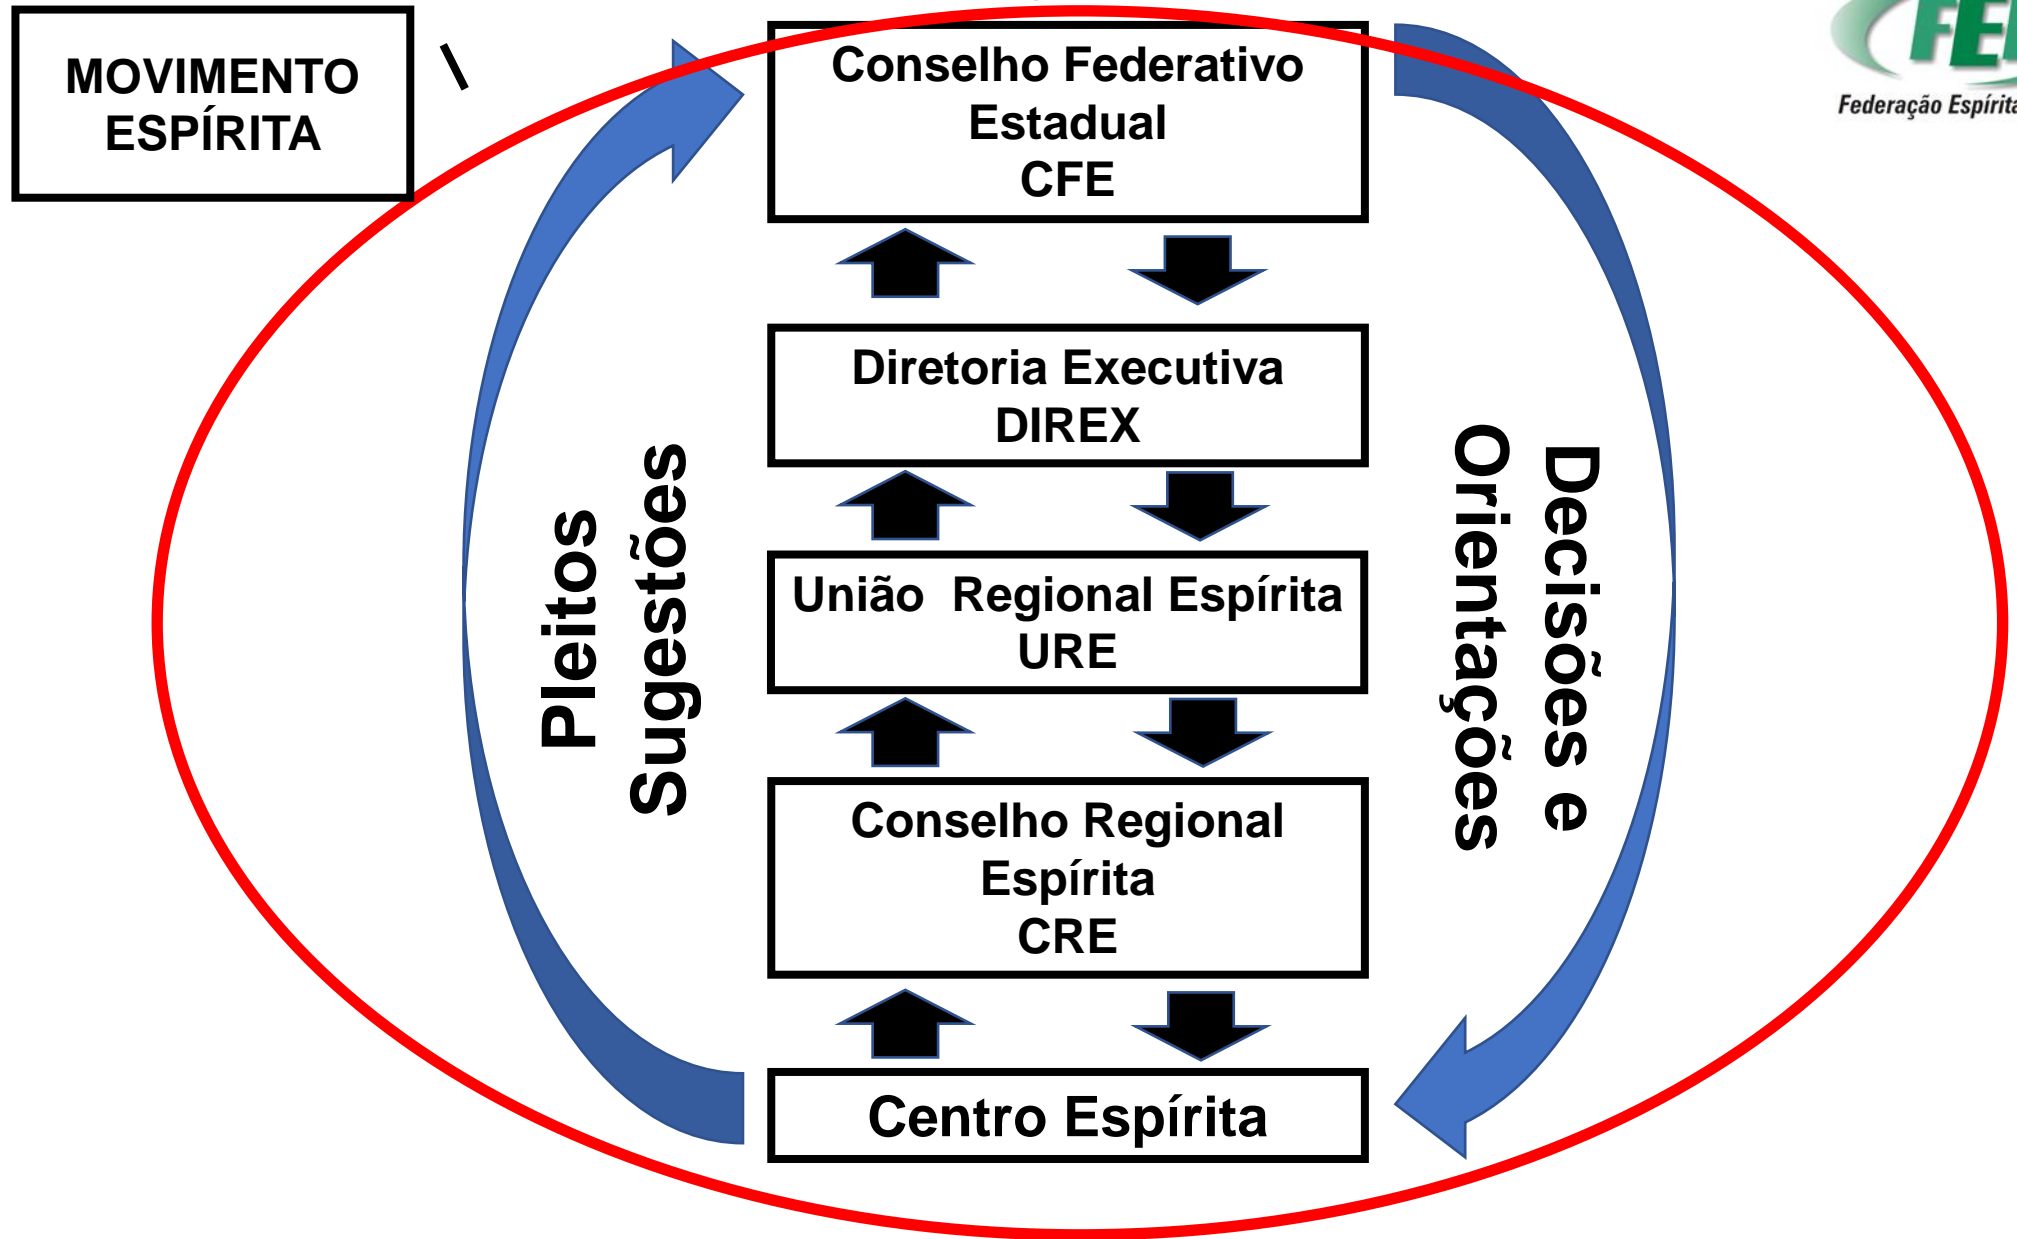 MOVIMENTO
ESPÍRITA
\
Conselho Federativo
Estadual
CFE
Federação Espírita
Diretoria Executiva
DIREX
União  Regional Espírita
URE
Conselho Regional
Espírita
CRE
Centro Espírita
Pleitos
Sugestões
Decisões e
Orientações